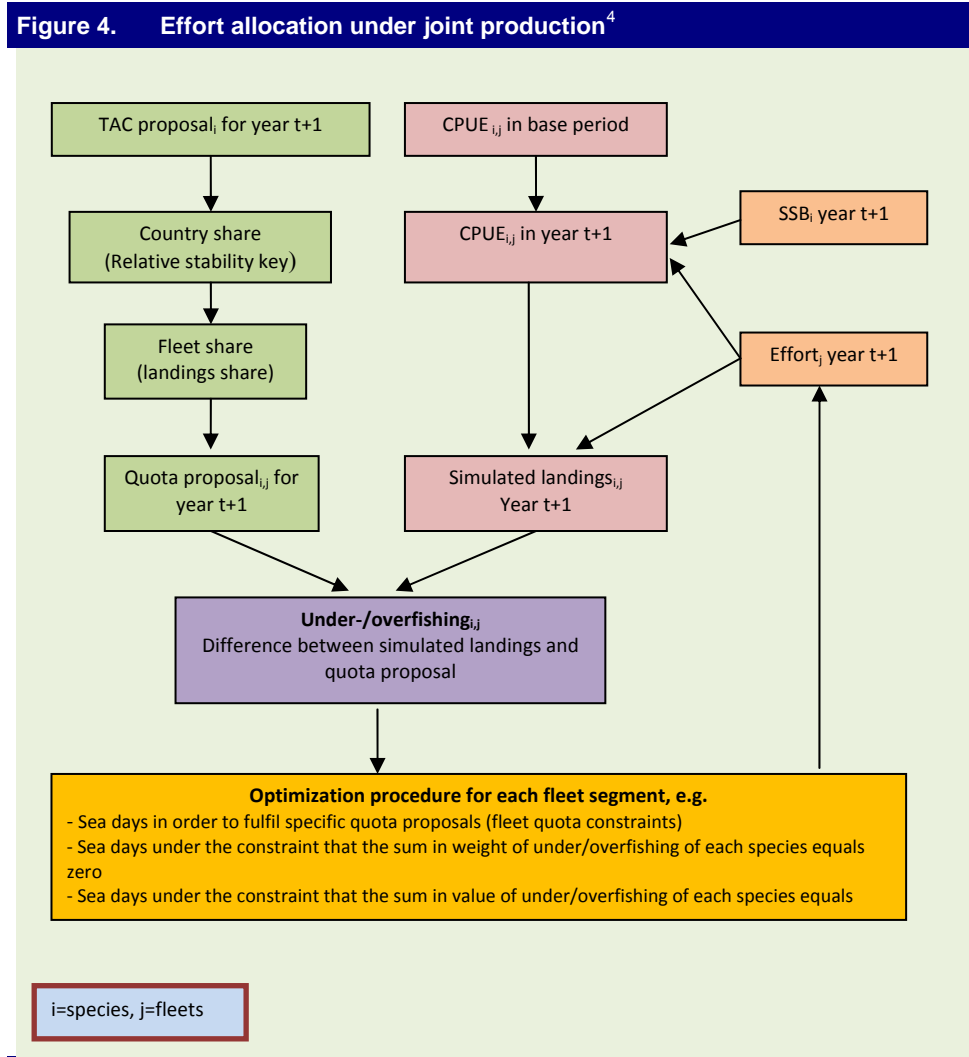 Figure 4. Effort allocation under joint production4
TAC proposali for year t+1
CPUE i,j in base period
Country share
(Relative stability key)
CPUEi,j in year t+1
SSBi year t+1
Fleet share
(landings share)
Effortj year t+1
Quota proposali,j for
year t+1
Simulated landingsi,j
Year t+1
Under-/overfishingi,j
Difference between simulated landings and
quota proposal
Optimization procedure for each fleet segment, e.g.
- Sea days in order to fulfil specific quota proposals (fleet quota constraints)
- Sea days under the constraint that the sum in weight of under/overfishing of each species equals
zero
- Sea days under the constraint that the sum in value of under/overfishing of each species equals
i=species, j=fleets